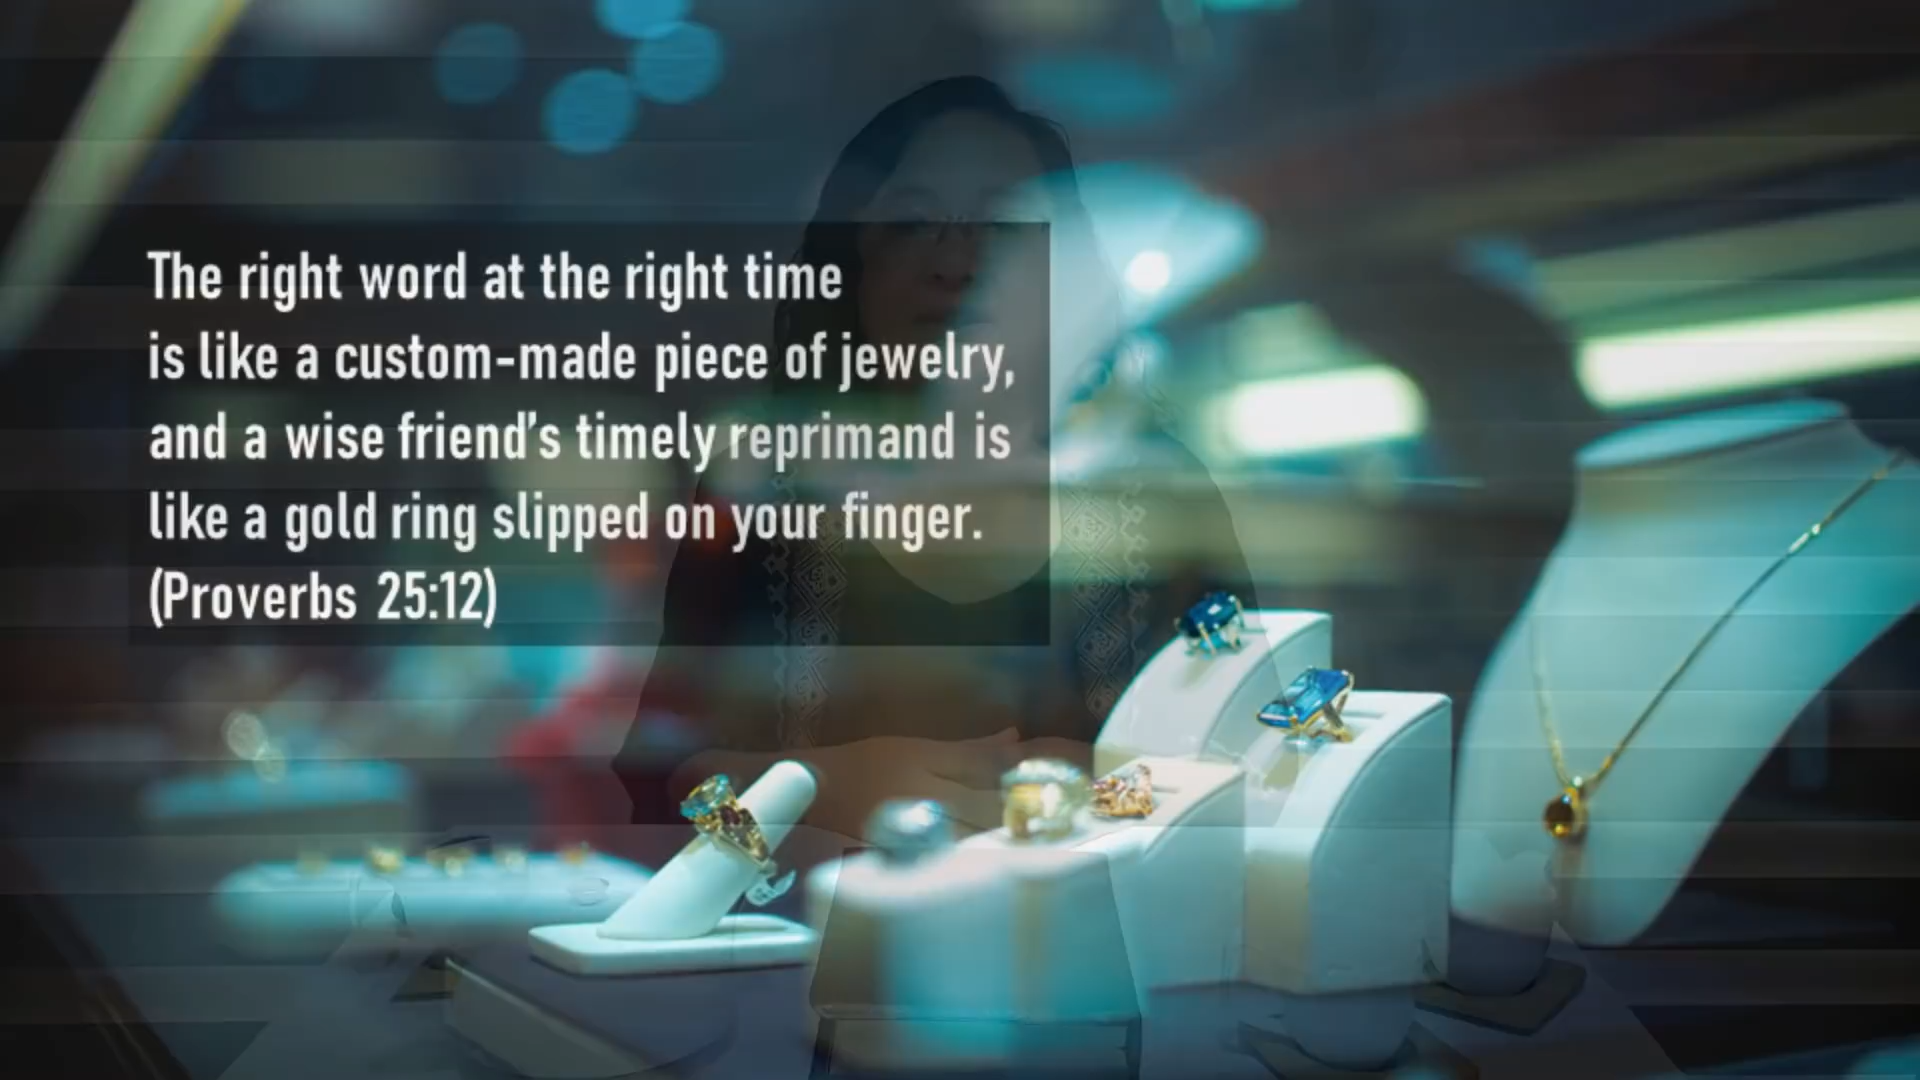 The right word at the right time
is like a custom-made piece of jewelry,
and a wise friend's timely reprimand is
like a gold ring slipped on your finger.
(Proverbs 25:12)